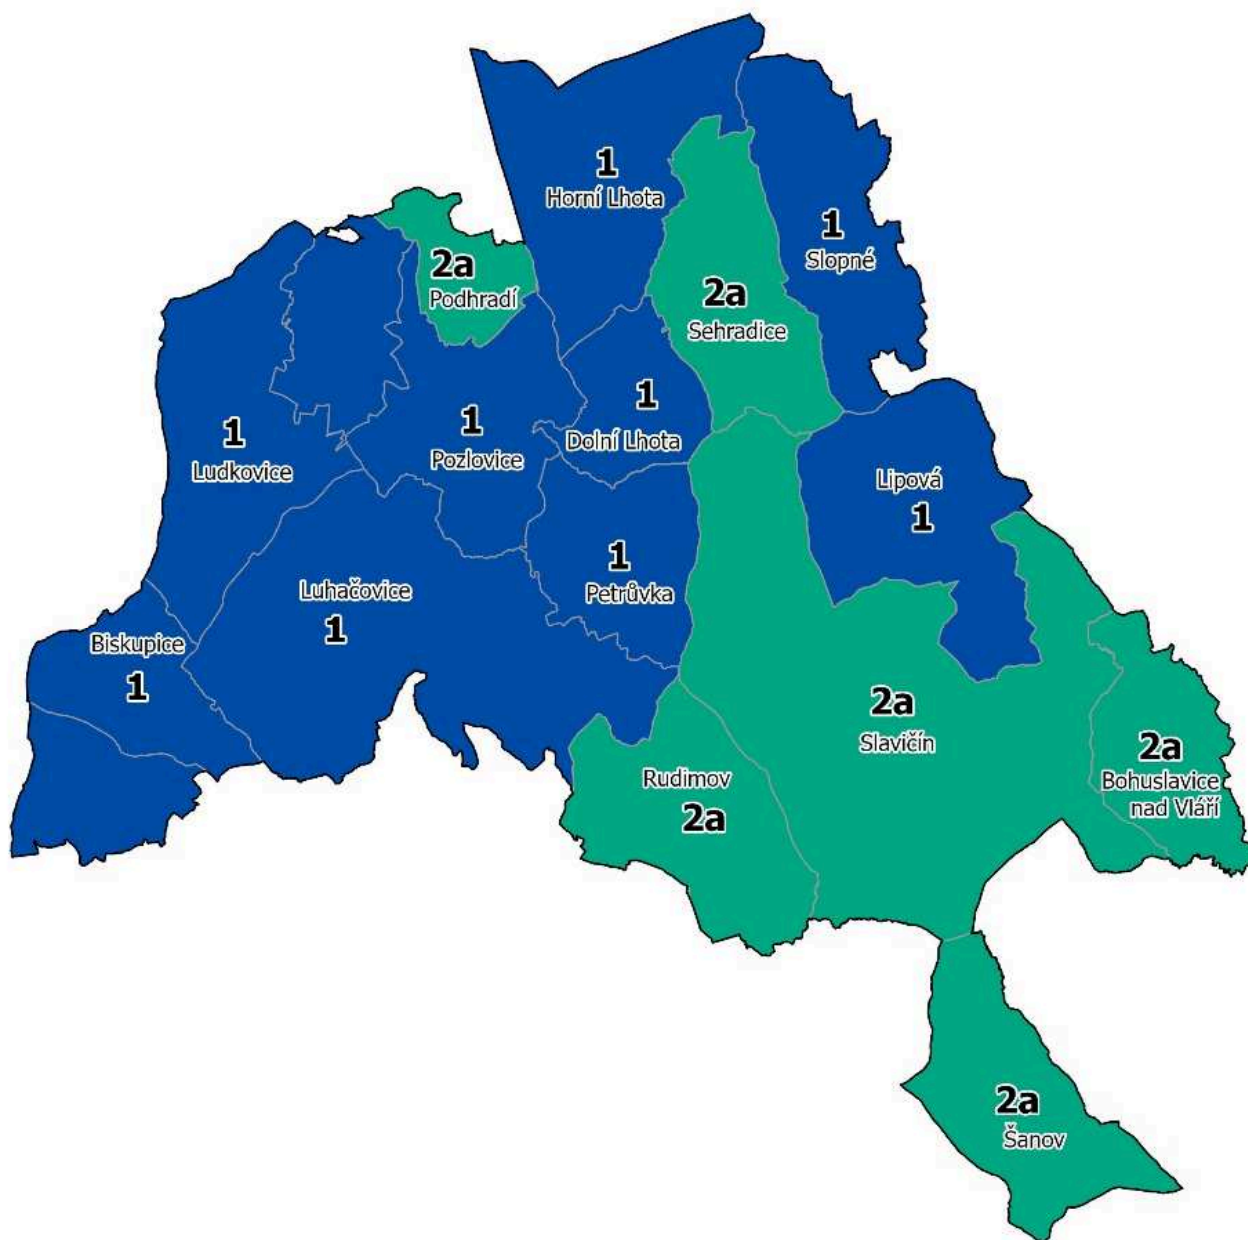 1
Horní Lhota
1
Slopné
2a
Podhradí
2a
Sehradice
1
Dolní Lhota
1
Pozlovice
1
Ludkovice
Lipová
1
1
Petrůvka
Luhačovice
1
Biskupice
1
2a
Slavičín
2a
Bohuslavice
nad Vláří
Rudimov
2a
2a
Šanov